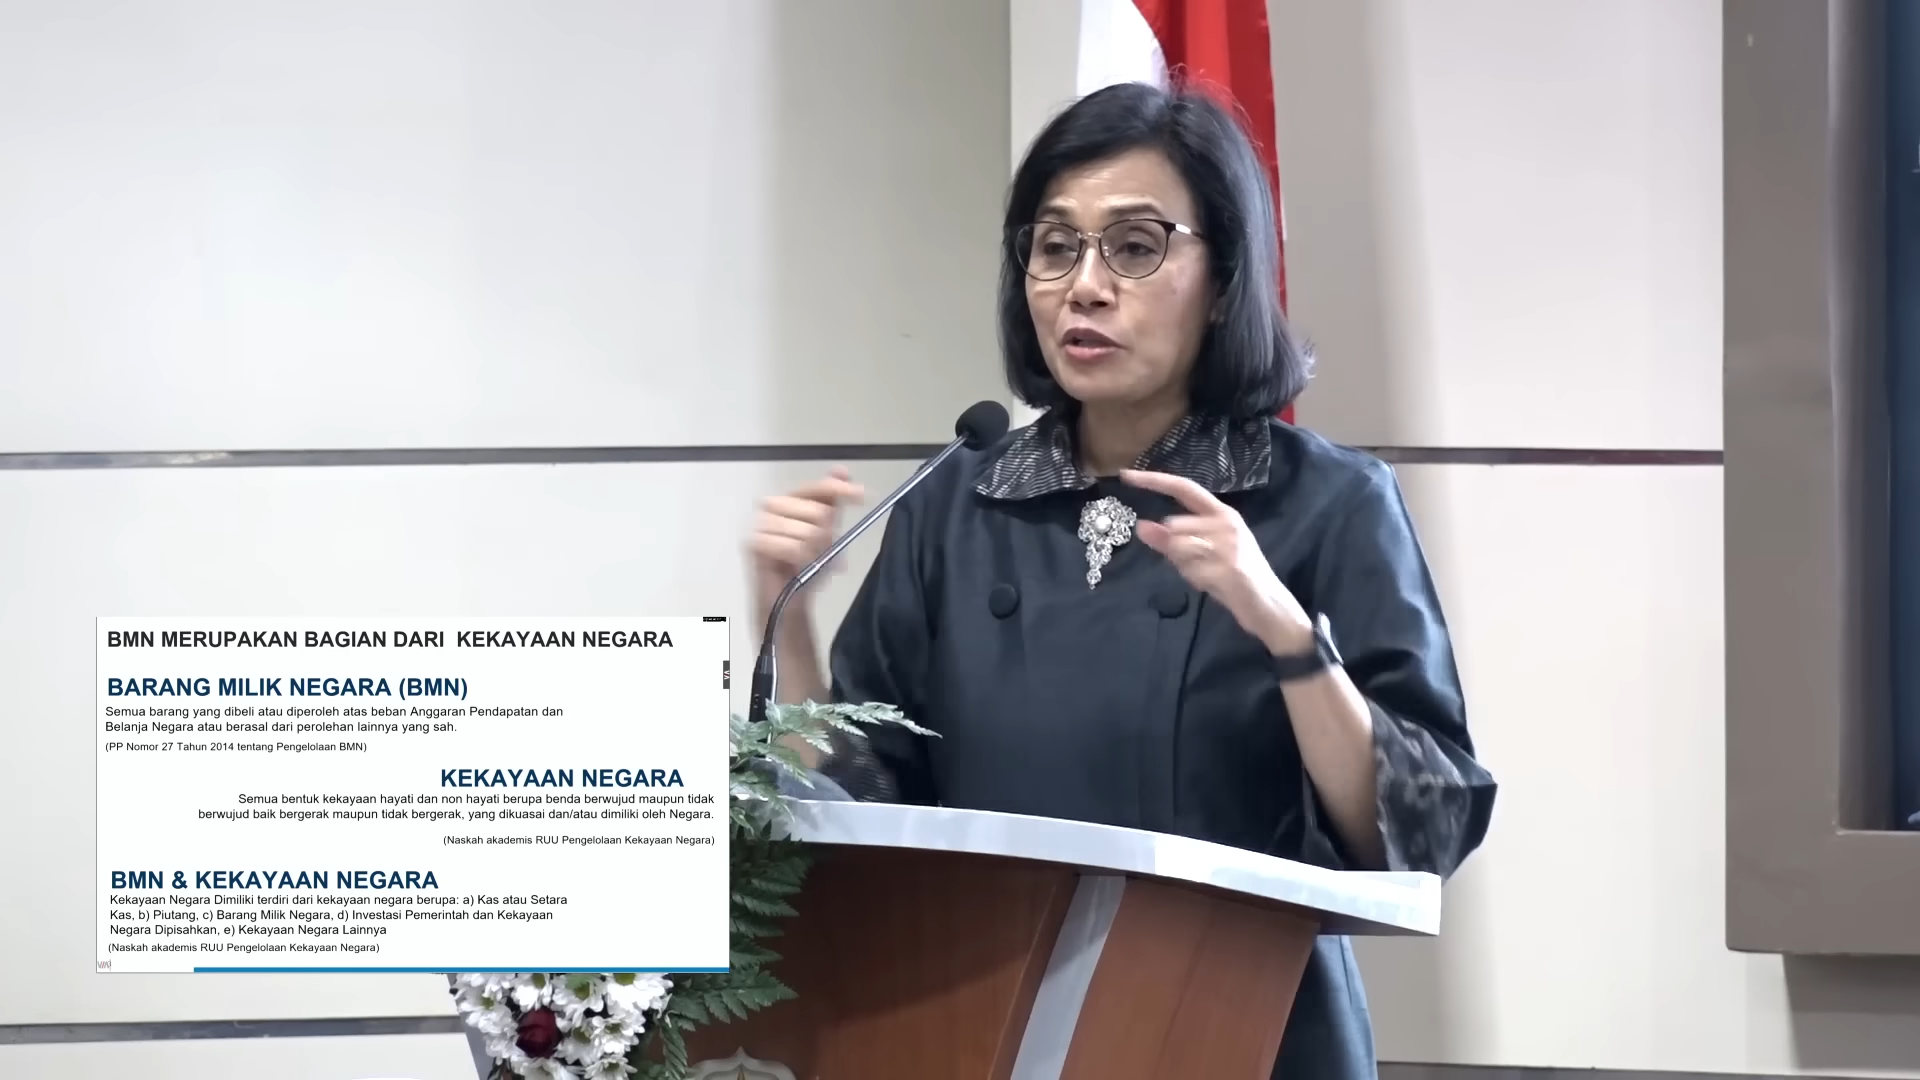 BMN MERUPAKAN BAGIAN DARI KEKAYAAN NEGARA
BARANG MILIK NEGARA (BMN)
Semua barang yang dibeli atau diperoleh atas beban Anggaran Pendapatan dan
Belanja Negara atau berasal dari perolehan lainnya yang sah.
(PP Nomor 27 Tahun 2014 tentang Pengelolaan BMN)
KEKAYAAN NEGARA
Semua bentuk kekayaan hayati dan non hayati berupa benda berwujud maupun tidak
berwujud baik bergerak maupun tidak bergerak, yang dikuasai dan/atau dimiliki oleh Negara.
(Naskah akademis RUU Pengelolaan Kekayaan Negara)
BMN & KEKAYAAN NEGARA
Kekayaan Negara Dimiliki terdiri dari kekayaan negara berupa: a) Kas atau Setara
Kas, b) Piutang, c) Barang Milik Negara, d) Investasi Pemerintah dan Kekayaan
Negara Dipisahkan, e) Kekayaan Negara Lainnya
(Naskah akademis RUU Pengelolaan Kekayaan Negara)